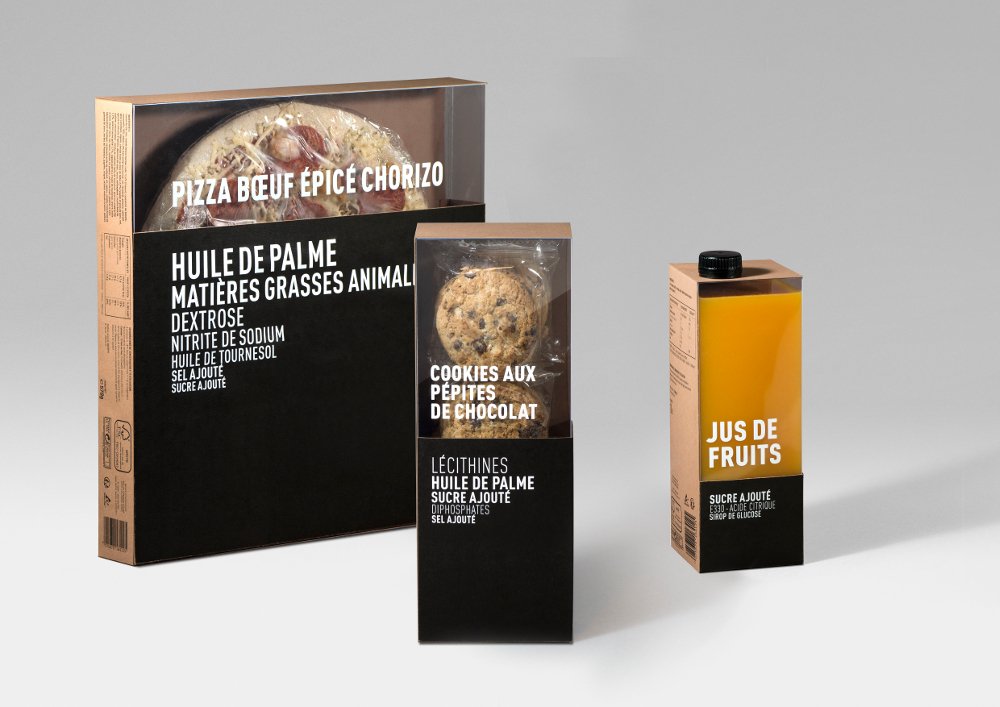 PIZZA BŒUF ÉPICÉ CHORIZO
HUILE DE PALME
MATIÈRES GRASSES ANIMAL
DEXTROSE
NITRITE DE SODIUM
HUILE DE TOURNESOL
SEL AJOUTÉ
SUCRE AJOUTÉ
COOKIES AUX
PÉPITES
DE CHOCOLAT
LÉCITHINES
HUILE DE PALME
SUCRE AJOUTÉ
DIPHOSPHATES
SEL AJOUTÉ
JUS DE
FRUITS
SUCRE AJOUTÉ
E330 - ACIDE CITRIQUE
SIROP DE GLUCOSE